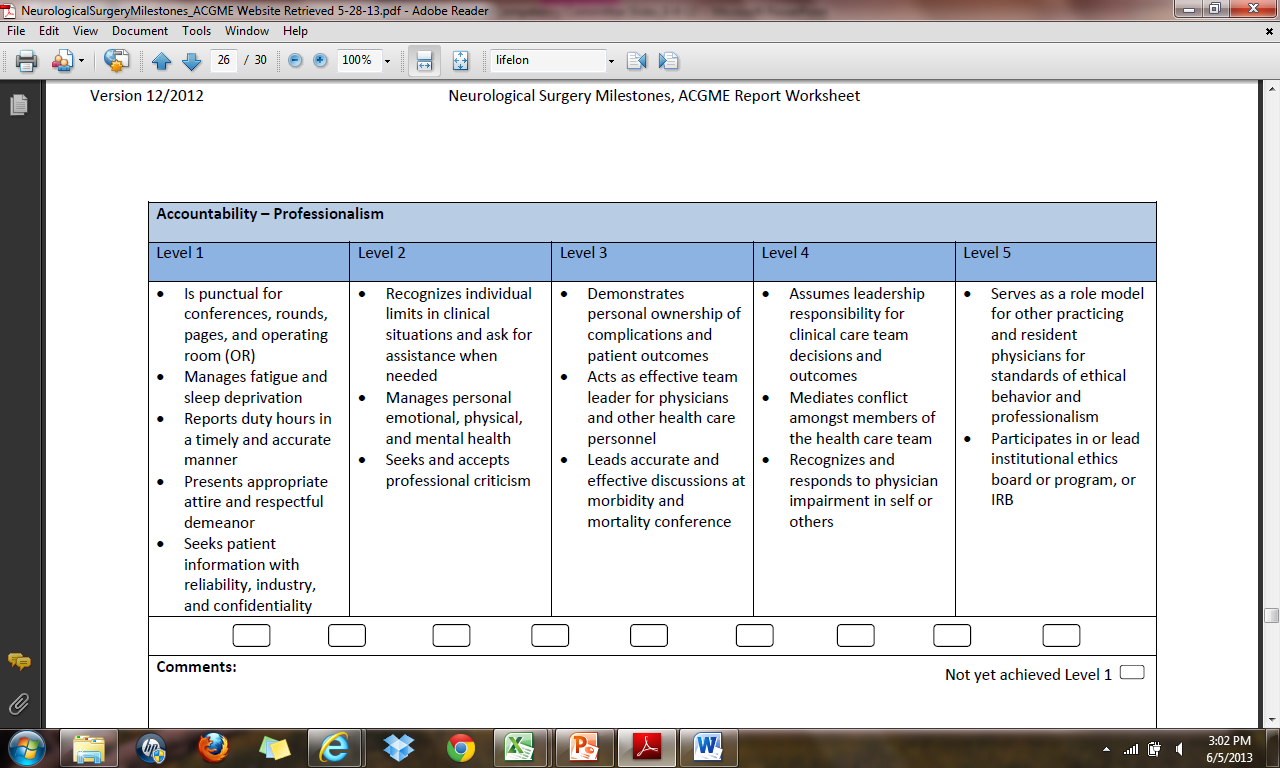 NeurologicalSurgeryMilestones_ACGME Website Retrieved 5-28-13.pdf - Adobe Reader
File Edit View Document Tools Window Help
26 / 30 100% lifelon
Version 12/2012 Neurological Surgery Milestones, ACGME Report Worksheet
Accountability – Professionalism
Level 1 Level 2 Level 3 Level 4 Level 5
• Is punctual for
conferences, rounds,
pages, and operating
room (OR)
• Manages fatigue and
sleep deprivation
• Reports duty hours in
a timely and accurate
manner
• Presents appropriate
attire and respectful
demeanor
• Seeks patient
information with
reliability, industry,
and confidentiality
• Recognizes individual
limits in clinical
situations and ask for
assistance when
needed
• Manages personal
emotional, physical,
and mental health
• Seeks and accepts
professional criticism
• Demonstrates
personal ownership of
complications and
patient outcomes
• Acts as effective team
leader for physicians
and other health care
personnel
• Leads accurate and
effective discussions at
morbidity and
mortality conference
• Assumes leadership
responsibility for
clinical care team
decisions and
outcomes
• Mediates conflict
amongst members of
the health care team
• Recognizes and
responds to physician
impairment in self or
others
• Serves as a role model
for other practicing
and resident
physicians for
standards of ethical
behavior and
professionalism
• Participates in or lead
institutional ethics
board or program, or
IRB
Comments:
Not yet achieved Level 1
3:02 PM
6/5/2013